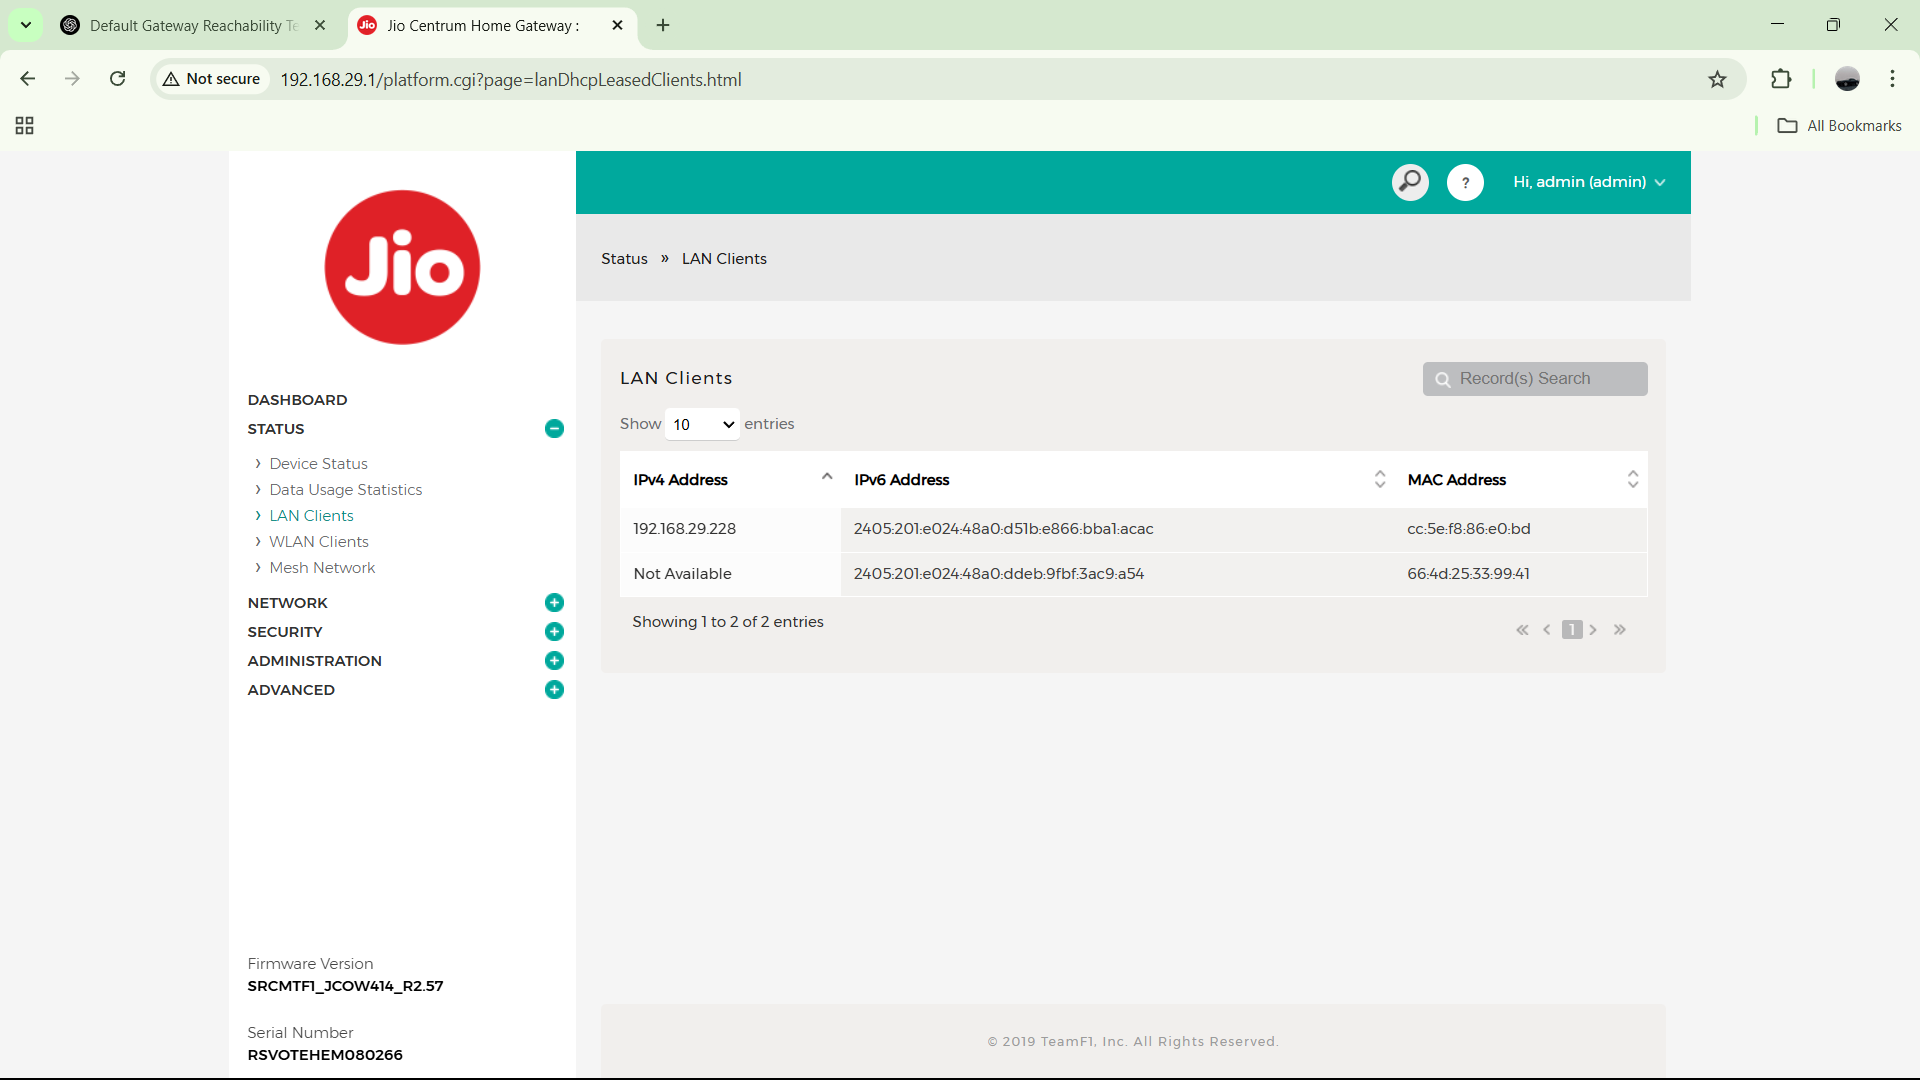 Default Gateway Reachability Te
Jio Centrum Home Gateway :
Not secure
192.168.29.1/platform.cgi?page=lanDhcpLeasedClients.html
All Bookmarks
Jio
?
Hi, admin (admin)
Status » LAN Clients
DASHBOARD
STATUS
› Device Status
› Data Usage Statistics
› LAN Clients
› WLAN Clients
› Mesh Network
NETWORK
SECURITY
ADMINISTRATION
ADVANCED
Firmware Version
SRCMTF1_JCOW414_R2.57
Serial Number
RSVOTEHEM080266
LAN Clients
Record(s) Search
Show 10 entries
IPv4 Address IPv6 Address MAC Address
192.168.29.228 2405:201:e024:48a0:d51b:e866:bba1:acac cc:5e:f8:86:e0:bd
Not Available 2405:201:e024:48a0:ddeb:9fbf:3ac9:a54 66:4d:25:33:99:41
Showing 1 to 2 of 2 entries
« ‹ 1 › »
© 2019 TeamF1, Inc. All Rights Reserved.